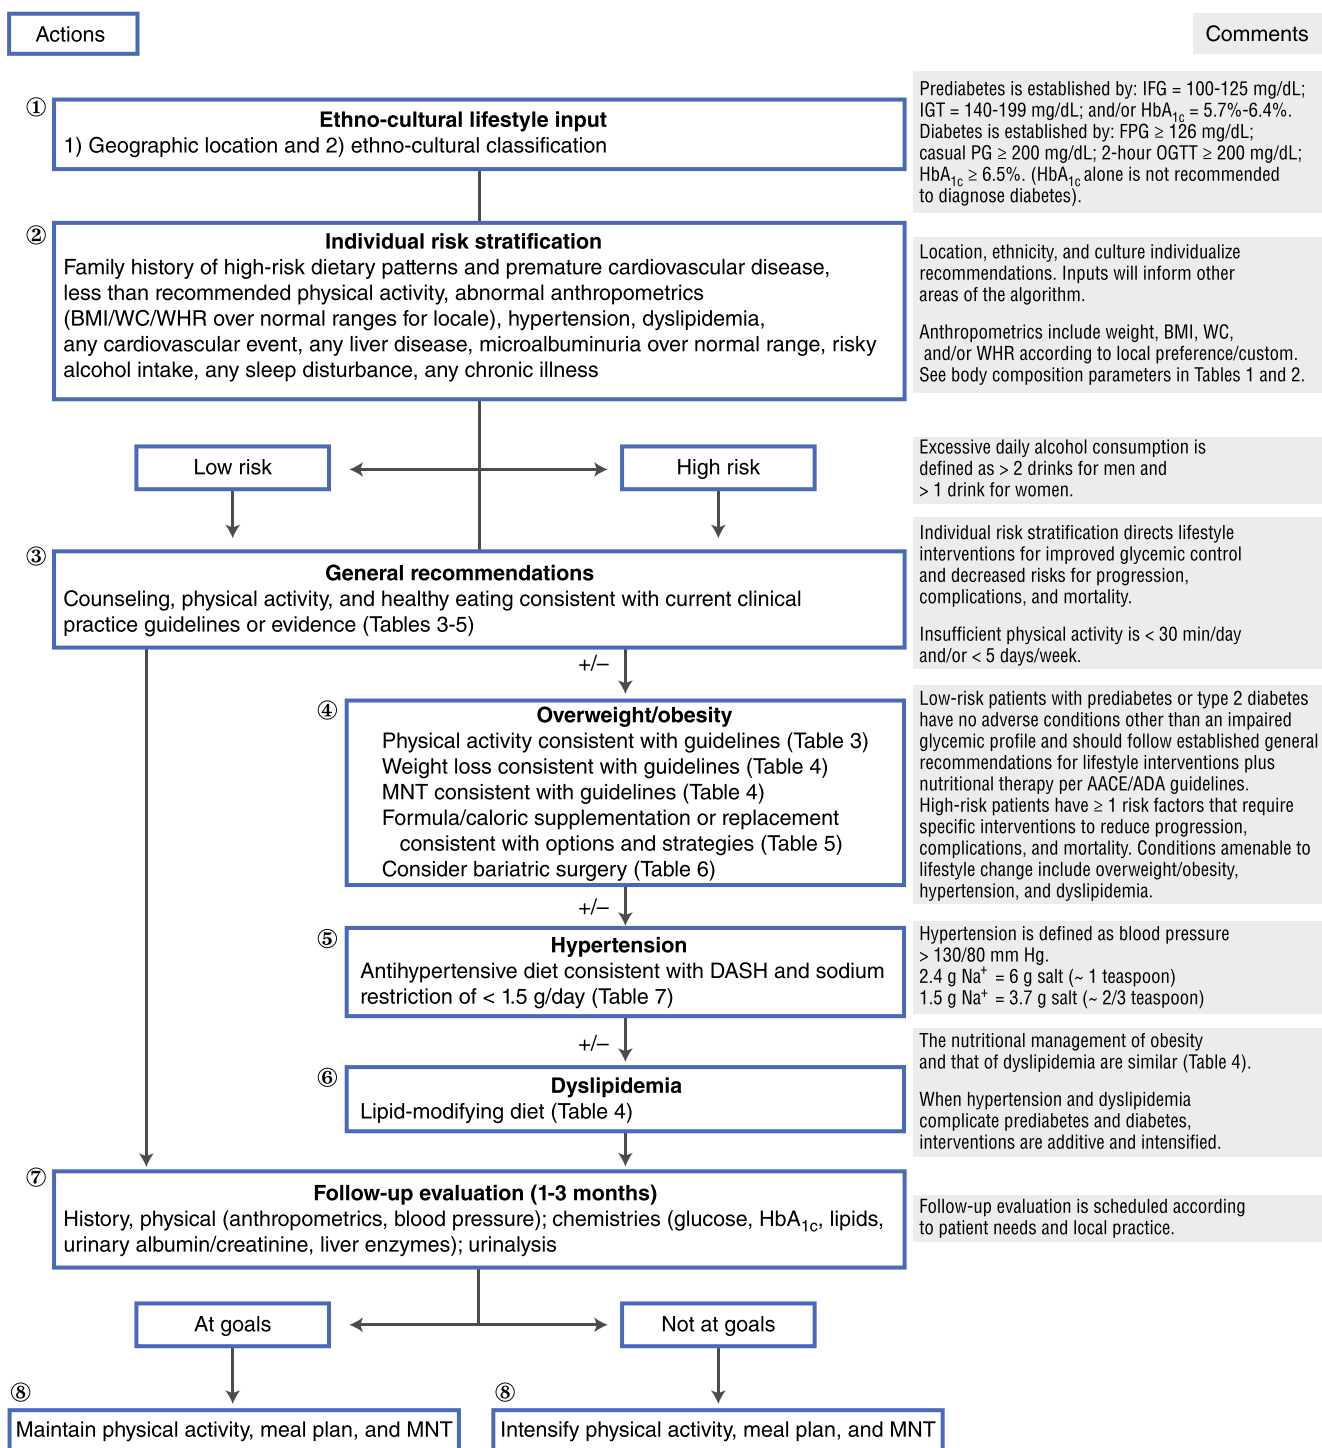 Actions
Comments
①
Ethno-cultural lifestyle input
1) Geographic location and 2) ethno-cultural classification
Prediabetes is established by: IFG = 100-125 mg/dL;
IGT = 140-199 mg/dL; and/or HbA1c = 5.7%-6.4%.
Diabetes is established by: FPG ≥ 126 mg/dL;
casual PG ≥ 200 mg/dL; 2-hour OGTT ≥ 200 mg/dL;
HbA1c ≥ 6.5%. (HbA1c alone is not recommended
to diagnose diabetes).
②
Individual risk stratification
Family history of high-risk dietary patterns and premature cardiovascular disease,
less than recommended physical activity, abnormal anthropometrics
(BMI/WC/WHR over normal ranges for locale), hypertension, dyslipidemia,
any cardiovascular event, any liver disease, microalbuminuria over normal range, risky
alcohol intake, any sleep disturbance, any chronic illness
Location, ethnicity, and culture individualize
recommendations. Inputs will inform other
areas of the algorithm.
Anthropometrics include weight, BMI, WC,
and/or WHR according to local preference/custom.
See body composition parameters in Tables 1 and 2.
Low risk
High risk
Excessive daily alcohol consumption is
defined as > 2 drinks for men and
> 1 drink for women.
③
General recommendations
Counseling, physical activity, and healthy eating consistent with current clinical
practice guidelines or evidence (Tables 3-5)
Individual risk stratification directs lifestyle
interventions for improved glycemic control
and decreased risks for progression,
complications, and mortality.
Insufficient physical activity is < 30 min/day
and/or < 5 days/week.
+/–
④
Overweight/obesity
Physical activity consistent with guidelines (Table 3)
Weight loss consistent with guidelines (Table 4)
MNT consistent with guidelines (Table 4)
Formula/caloric supplementation or replacement
consistent with options and strategies (Table 5)
Consider bariatric surgery (Table 6)
Low-risk patients with prediabetes or type 2 diabetes
have no adverse conditions other than an impaired
glycemic profile and should follow established general
recommendations for lifestyle interventions plus
nutritional therapy per AACE/ADA guidelines.
High-risk patients have ≥ 1 risk factors that require
specific interventions to reduce progression,
complications, and mortality. Conditions amenable to
lifestyle change include overweight/obesity,
hypertension, and dyslipidemia.
+/–
⑤
Hypertension
Antihypertensive diet consistent with DASH and sodium
restriction of < 1.5 g/day (Table 7)
Hypertension is defined as blood pressure
> 130/80 mm Hg.
2.4 g Na+ = 6 g salt (~ 1 teaspoon)
1.5 g Na+ = 3.7 g salt (~ 2/3 teaspoon)
+/–
⑥
Dyslipidemia
Lipid-modifying diet (Table 4)
The nutritional management of obesity
and that of dyslipidemia are similar (Table 4).
When hypertension and dyslipidemia
complicate prediabetes and diabetes,
interventions are additive and intensified.
⑦
Follow-up evaluation (1-3 months)
History, physical (anthropometrics, blood pressure); chemistries (glucose, HbA1c, lipids,
urinary albumin/creatinine, liver enzymes); urinalysis
Follow-up evaluation is scheduled according
to patient needs and local practice.
At goals
Not at goals
⑧
Maintain physical activity, meal plan, and MNT
⑧
Intensify physical activity, meal plan, and MNT